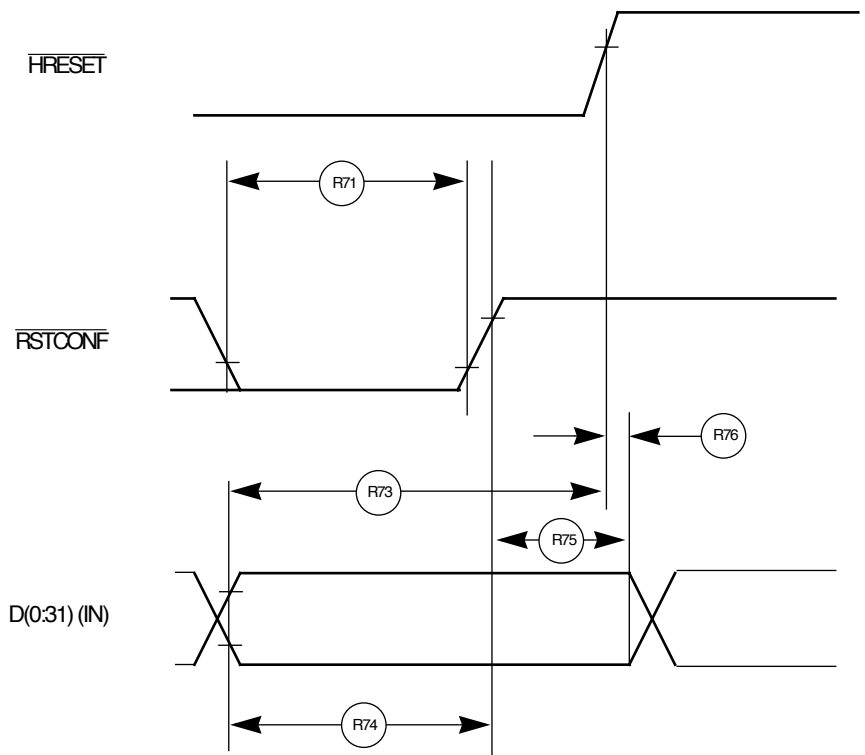 HRESET
R71
RSTCONF
R76
R73
R75
D(0:31) (IN)
R74